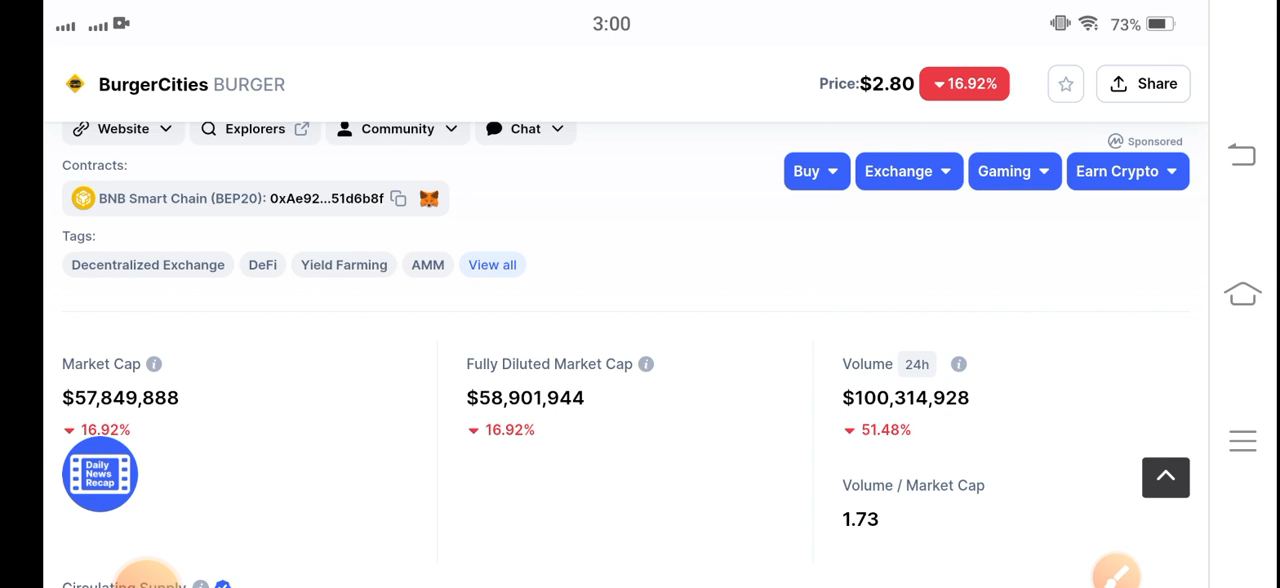 3:00
73%
BurgerCities BURGER
Price:$2.80 16.92%
Share
Website Explorers Community Chat
Sponsored
Contracts:
Buy Exchange Gaming Earn Crypto
BNB Smart Chain (BEP20): 0xAe92...51d6b8f
Tags:
Decentralized Exchange DeFi Yield Farming AMM View all
Market Cap Fully Diluted Market Cap Volume 24h
$57,849,888 $58,901,944 $100,314,928
16.92% 16.92% 51.48%
Daily
News
Recap
Volume / Market Cap
1.73
Circulating Supply